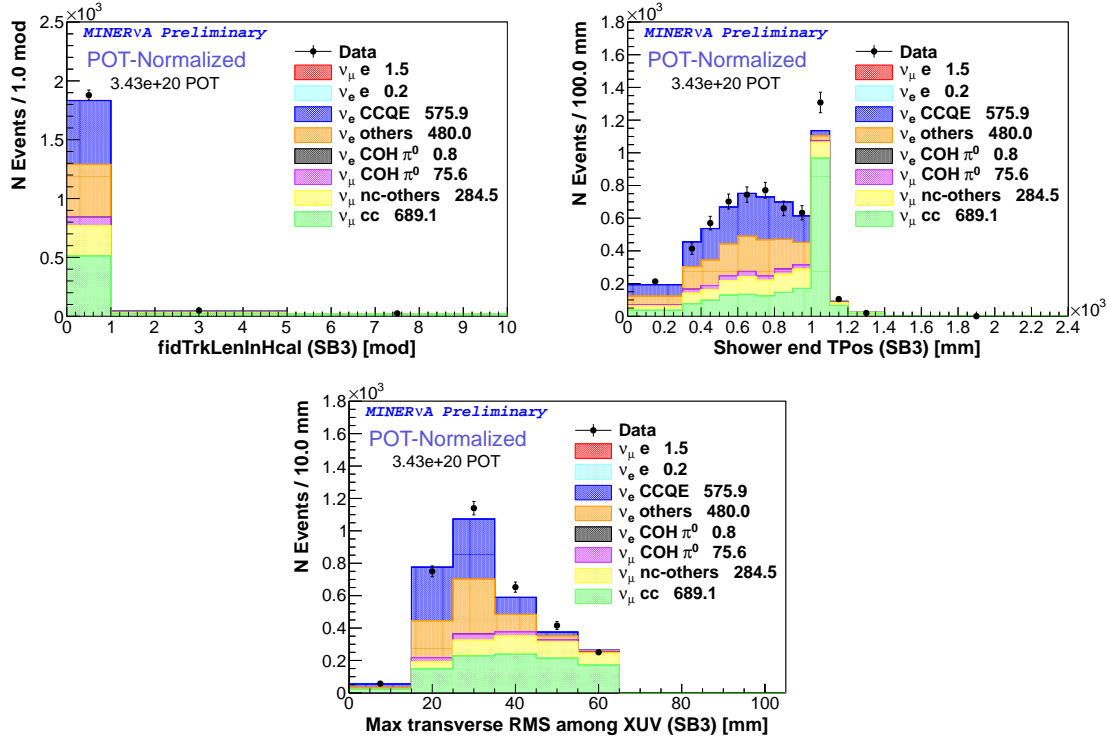 ×10³
2.5
2
1.5
1
0.5
0
N Events / 1.0 mod
MINERνA Preliminary
POT-Normalized
3.43e+20 POT
Data
νμ e 1.5
νe e 0.2
νe CCQE 575.9
νe others 480.0
νe COH π⁰ 0.8
νμ COH π⁰ 75.6
νμ nc-others 284.5
νμ cc 689.1
0 1 2 3 4 5 6 7 8 9 10
fidTrkLenInHcal (SB3) [mod]
×10³
1.8
1.6
1.4
1.2
1.0
0.8
0.6
0.4
0.2
0
N Events / 100.0 mm
MINERνA Preliminary
POT-Normalized
3.43e+20 POT
Data
νμ e 1.5
νe e 0.2
νe CCQE 575.9
νe others 480.0
νe COH π⁰ 0.8
νμ COH π⁰ 75.6
νμ nc-others 284.5
νμ cc 689.1
0 0.2 0.4 0.6 0.8 1.0 1.2 1.4 1.6 1.8 2 2.2 2.4
×10³
Shower end TPos (SB3) [mm]
×10³
1.8
1.6
1.4
1.2
1.0
0.8
0.6
0.4
0.2
0
N Events / 10.0 mm
MINERνA Preliminary
POT-Normalized
3.43e+20 POT
Data
νμ e 1.5
νe e 0.2
νe CCQE 575.9
νe others 480.0
νe COH π⁰ 0.8
νμ COH π⁰ 75.6
νμ nc-others 284.5
νμ cc 689.1
0 20 40 60 80 100
Max transverse RMS among XUV (SB3) [mm]